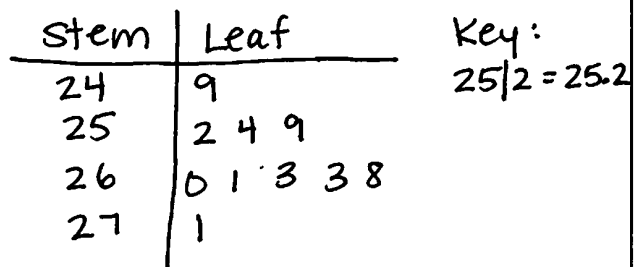 Stem | Leaf Key:
24 | 9 25|2 = 25.2
25 | 2 4 9
26 | 0 1 3 3 8
27 | 1